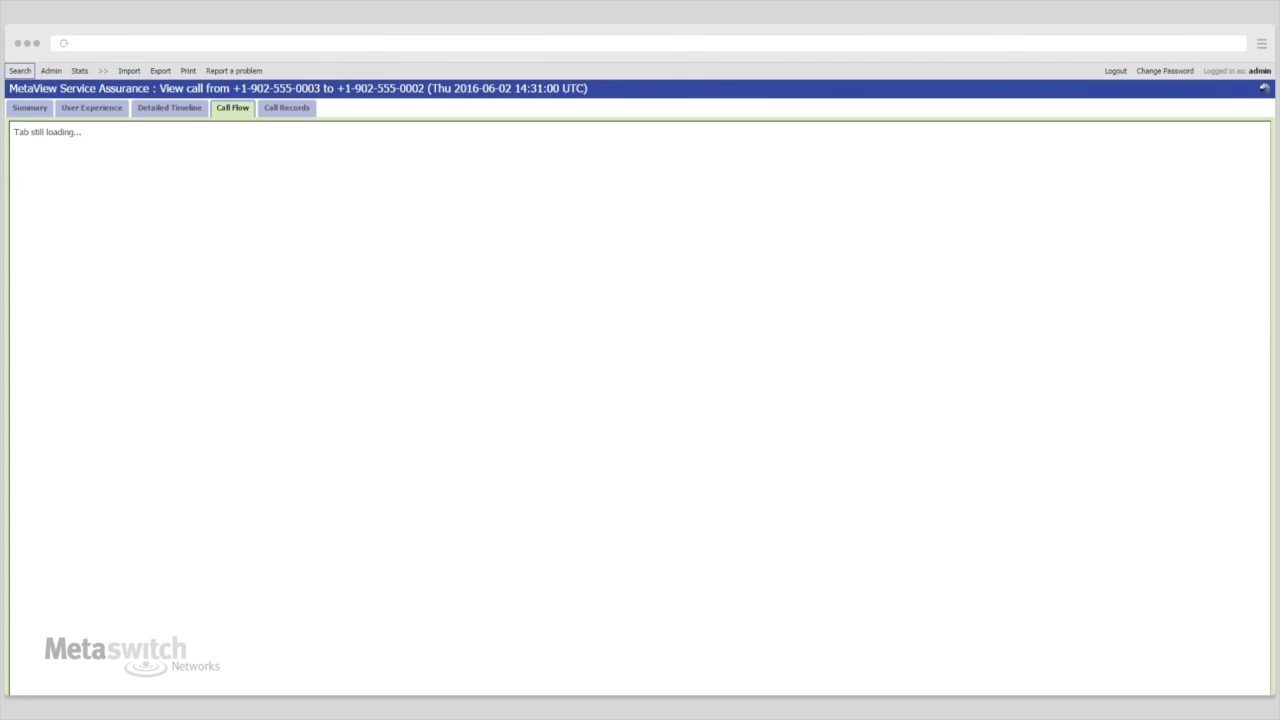 Search Admin Stats >> Import Export Print Report a problem Logout Change Password Logged in as: admin
MetaView Service Assurance : View call from +1-902-555-0003 to +1-902-555-0002 (Thu 2016-06-02 14:31:00 UTC)
Summary User Experience Detailed Timeline Call Flow Call Records
Tab still loading...
Metaswitch
Networks